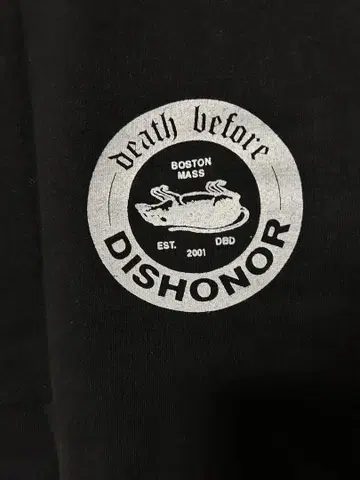 death before
BOSTON
MASS
EST. DBD
2001
DISHONOR